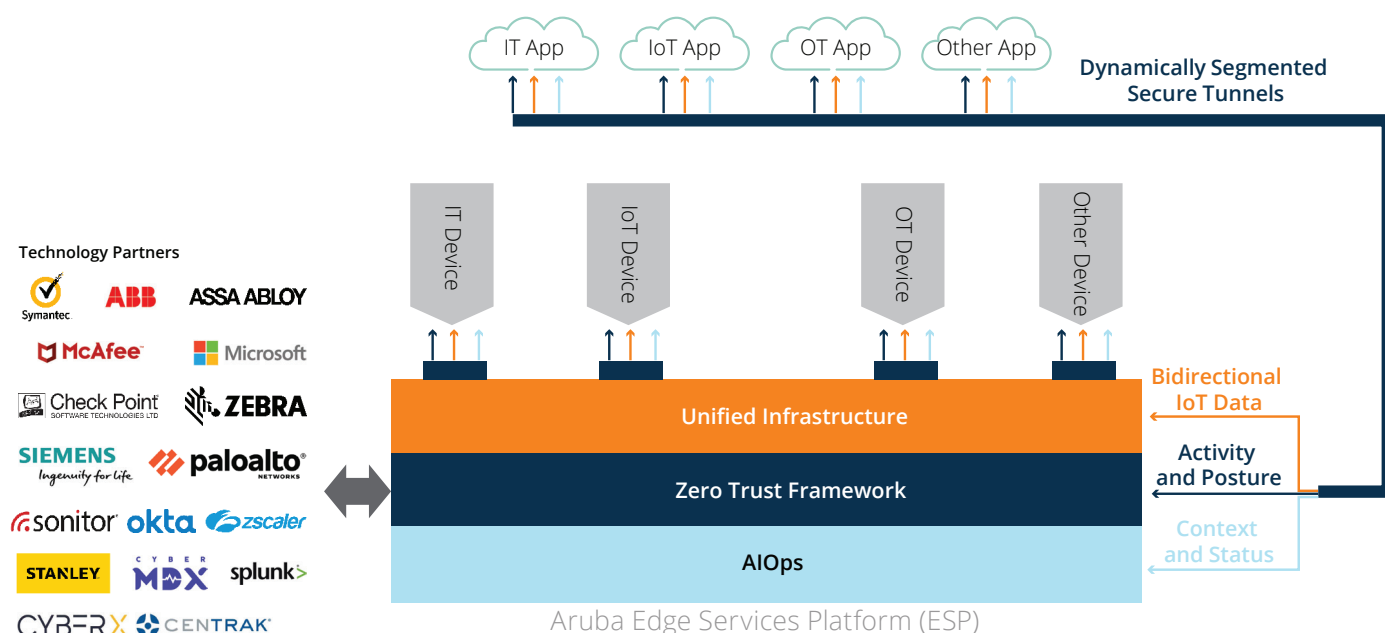 IT App
IoT App
OT App
Other App
Dynamically Segmented
Secure Tunnels
IT Device
IoT Device
OT Device
Other Device
Technology Partners
Symantec.
ABB
ASSA ABLOY
McAfee™
Microsoft
Check Point
SOFTWARE TECHNOLOGIES LTD
ZEBRA
SIEMENS
Ingenuity for life
paloalto®
NETWORKS
sonitor
okta
zscaler
STANLEY
CYBER
MDX
splunk>
CYBERX
CENTRAK
Unified Infrastructure
Zero Trust Framework
AIOps
Bidirectional
IoT Data
Activity
and Posture
Context
and Status
Aruba Edge Services Platform (ESP)